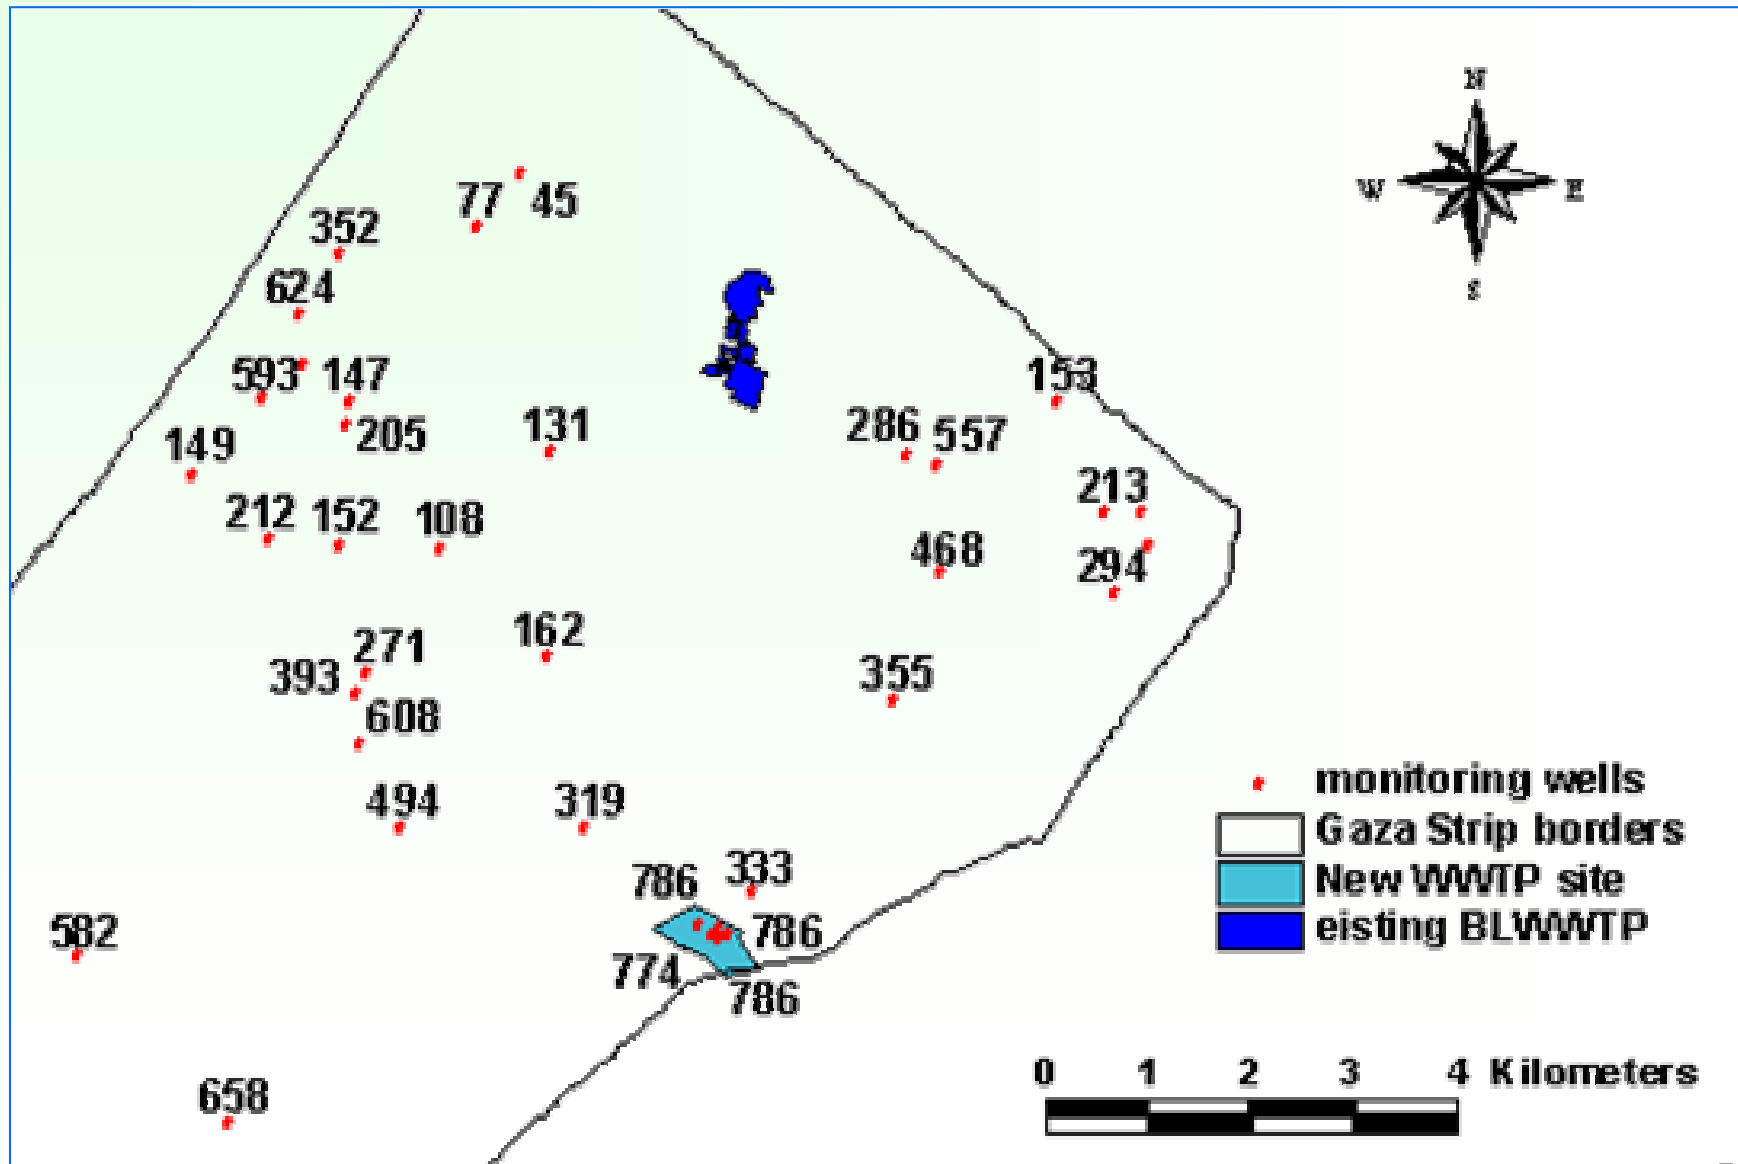 N
W E
S
45
77
352
624
593 147
153
205
131
286 557
149
213
212 152 108
468
294
162
271
393
355
608
494 319
333
786
582
786
774
786
658
monitoring wells
Gaza Strip borders
New WWTP site
eisting BLWWTP
0 1 2 3 4 Kilometers